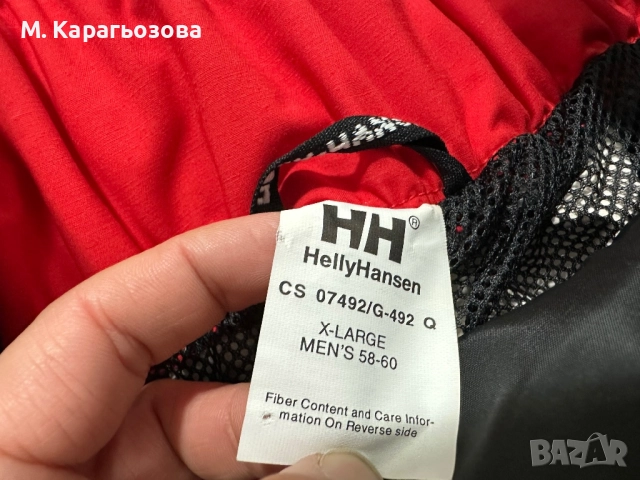 М. Карагьозова
HH®
HellyHansen
CS 07492/G-492 Q
X-LARGE
MEN'S 58-60
Fiber Content and Care Infor-
mation On Reverse side
BAZAR